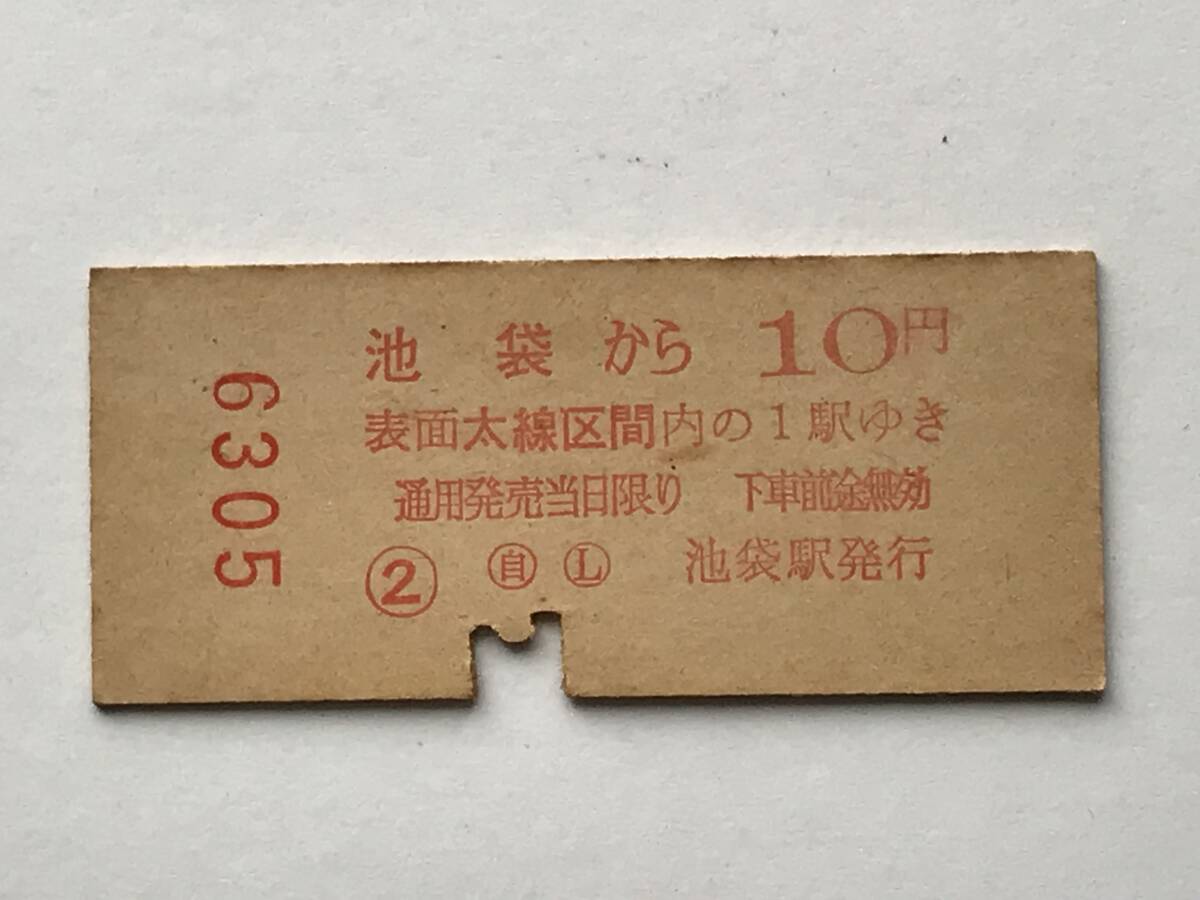 池袋から 10円
表面太線区間内の1駅ゆき
通用発売当日限り 下車前途無効
② ㊀自 Ⓛ 池袋駅発行
6305